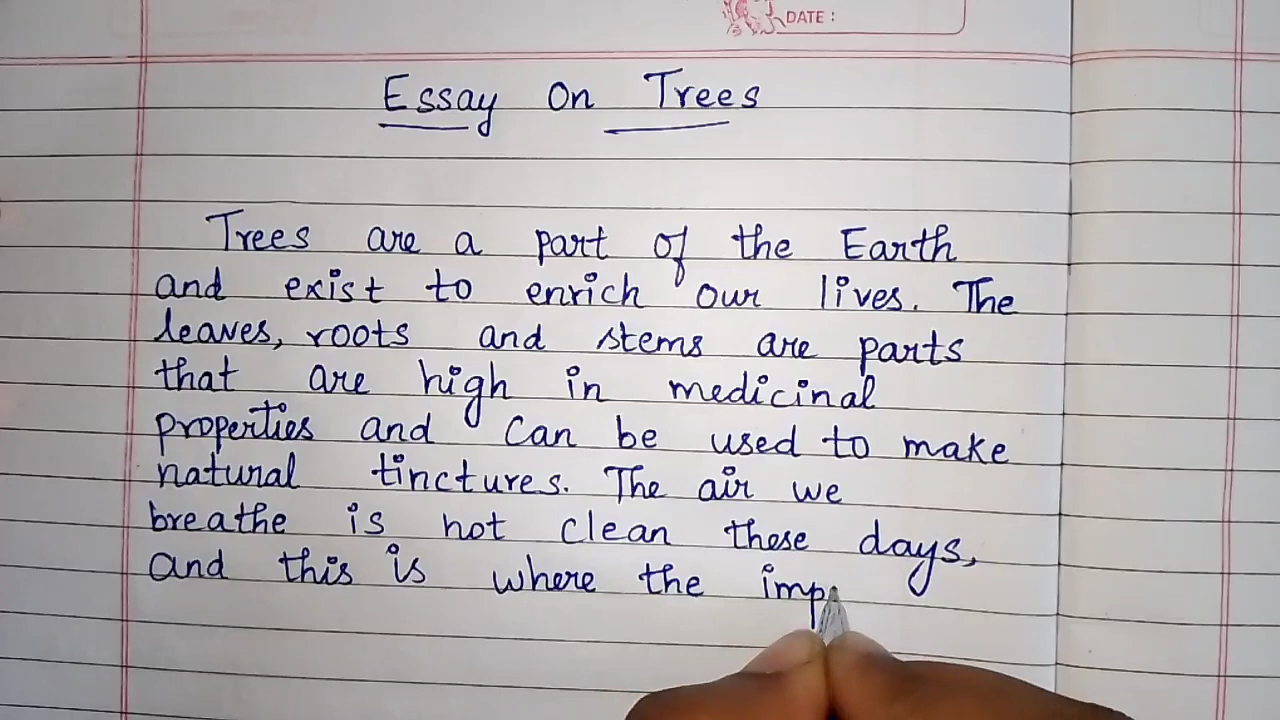 DATE :
Essay on Trees
Trees are a part of the Earth
and exist to enrich our lives. The
leaves, roots and stems are parts
that are high in medicinal
properties and can be used to make
natural tinctures. The air we
breathe is not clean these days,
and this is where the imp